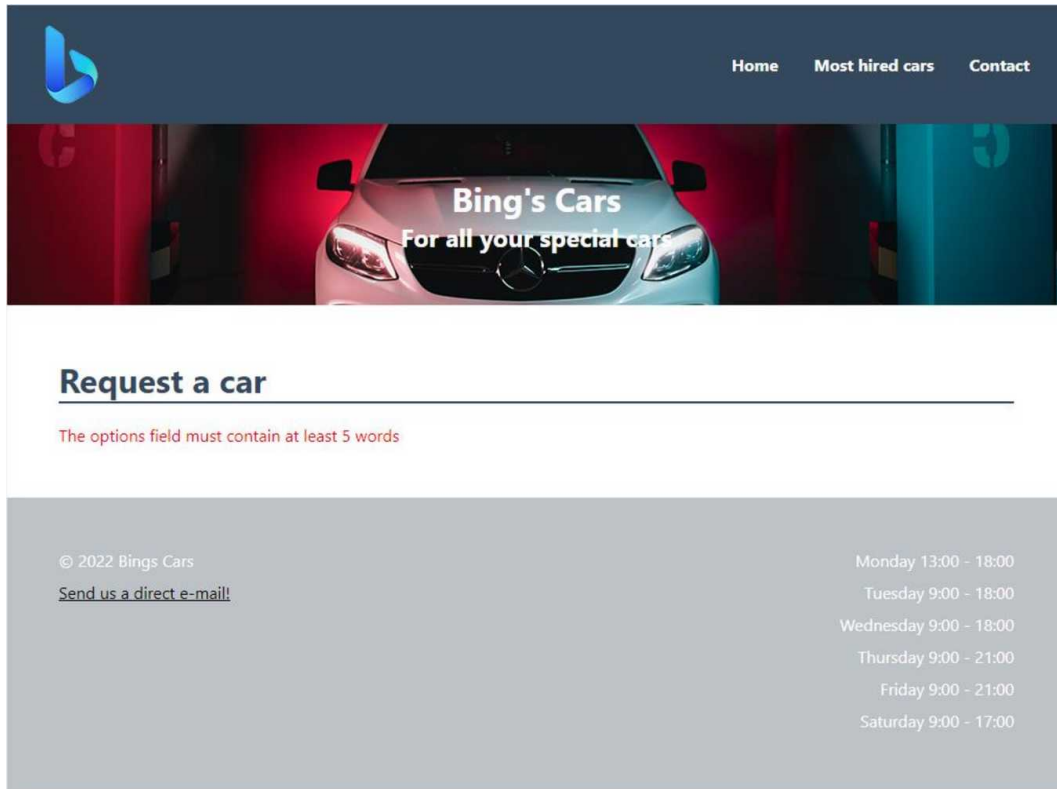 Home Most hired cars Contact
Bing's Cars
For all your special cars
Request a car
The options field must contain at least 5 words
© 2022 Bings Cars
Send us a direct e-mail!
Monday 13:00 - 18:00
Tuesday 9:00 - 18:00
Wednesday 9:00 - 18:00
Thursday 9:00 - 21:00
Friday 9:00 - 21:00
Saturday 9:00 - 17:00